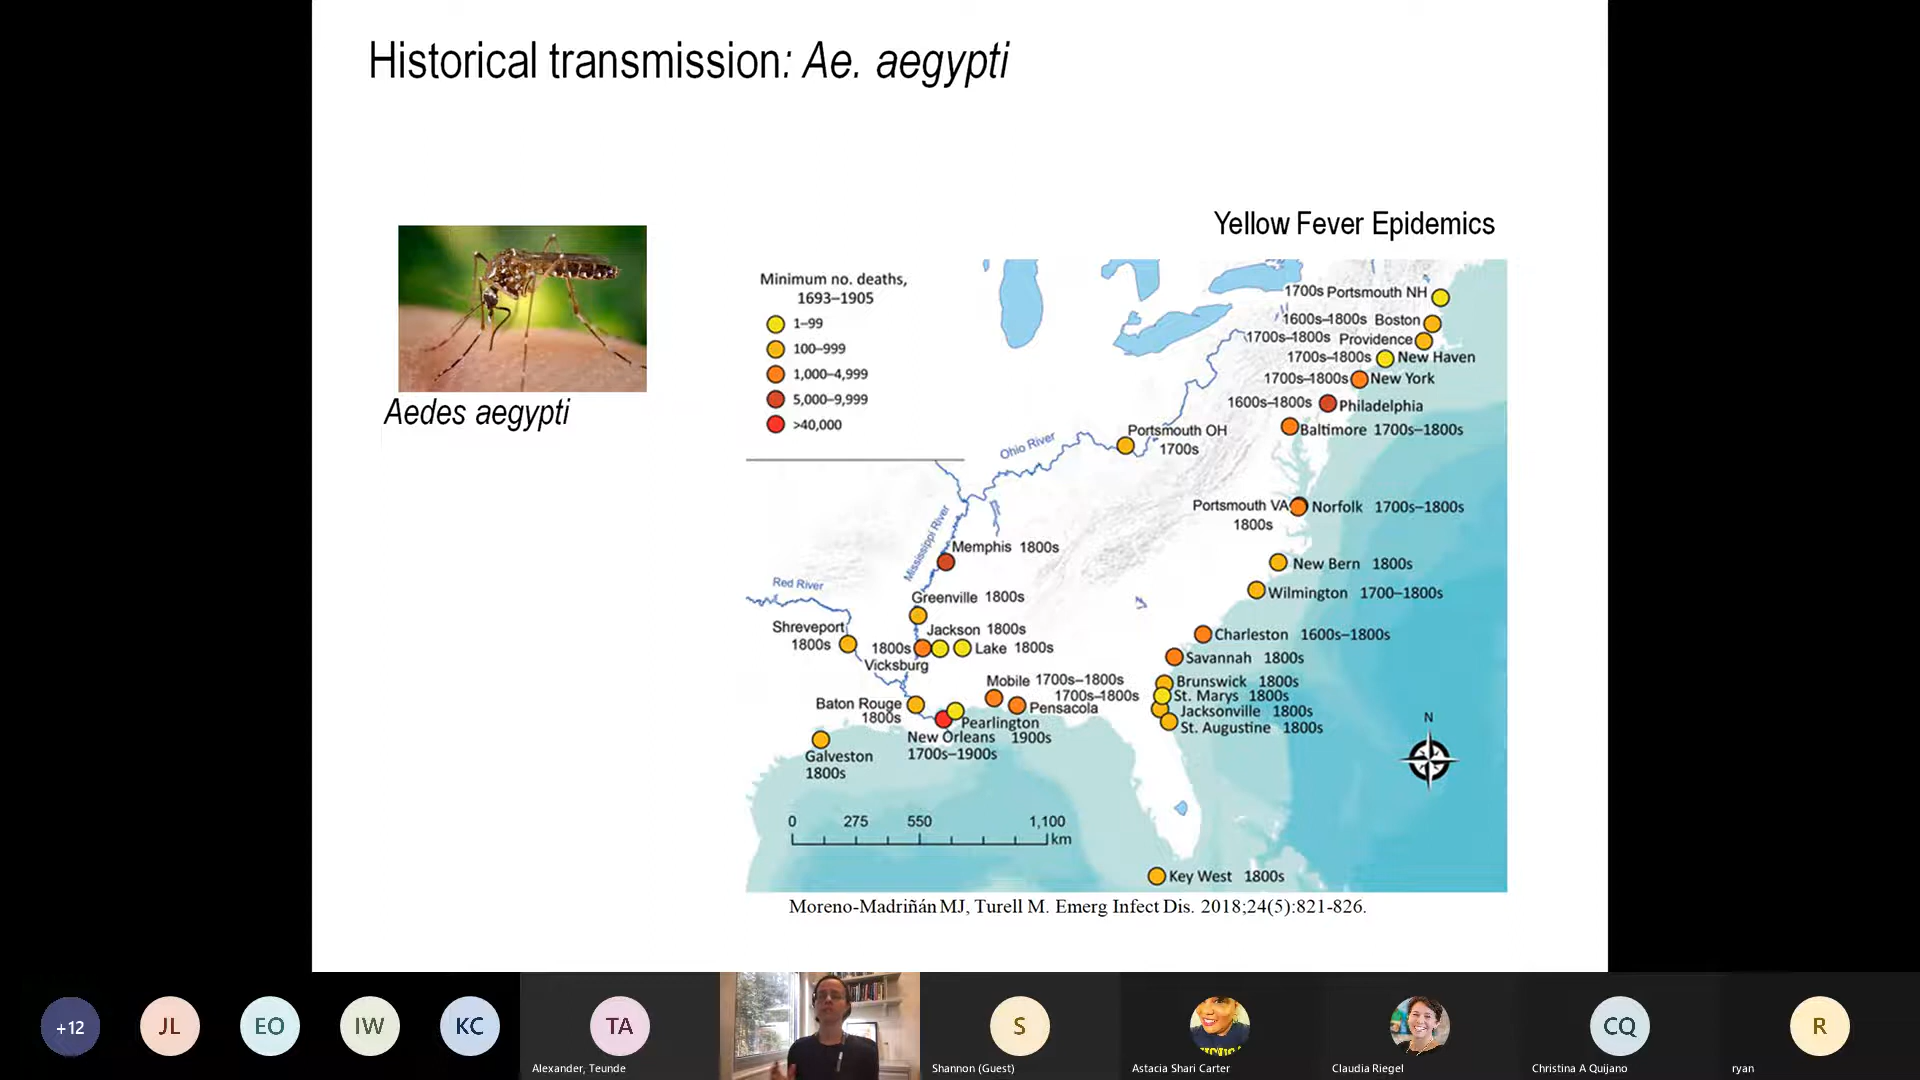 Historical transmission: Ae. aegypti
Yellow Fever Epidemics
Aedes aegypti
Minimum no. deaths,
1693–1905
1–99
100–999
1,000–4,999
5,000–9,999
>40,000
1700s Portsmouth NH
1600s–1800s Boston
1700s–1800s Providence
1700s–1800s New Haven
1700s–1800s New York
1600s–1800s Philadelphia
Baltimore 1700s–1800s
Portsmouth OH
1700s
Ohio River
Portsmouth VA
1800s
Norfolk 1700s–1800s
Mississippi River
Memphis 1800s
New Bern 1800s
Red River
Wilmington 1700–1800s
Greenville 1800s
Shreveport
1800s
Jackson 1800s
1800s
Vicksburg
Lake 1800s
Charleston 1600s–1800s
Savannah 1800s
Mobile 1700s–1800s
1700s–1800s
Pensacola
Brunswick 1800s
St. Marys 1800s
Jacksonville 1800s
St. Augustine 1800s
Baton Rouge
1800s
Pearlington
1900s
New Orleans
1700s–1900s
Galveston
1800s
N
0 275 550 1,100
km
Key West 1800s
Moreno-Madriñán MJ, Turell M. Emerg Infect Dis. 2018;24(5):821-826.
+12
JL
EO
IW
KC
TA
Alexander, Teunde
S
Shannon (Guest)
Astacia Shari Carter
Claudia Riegel
CQ
Christina A Quijano
R
ryan